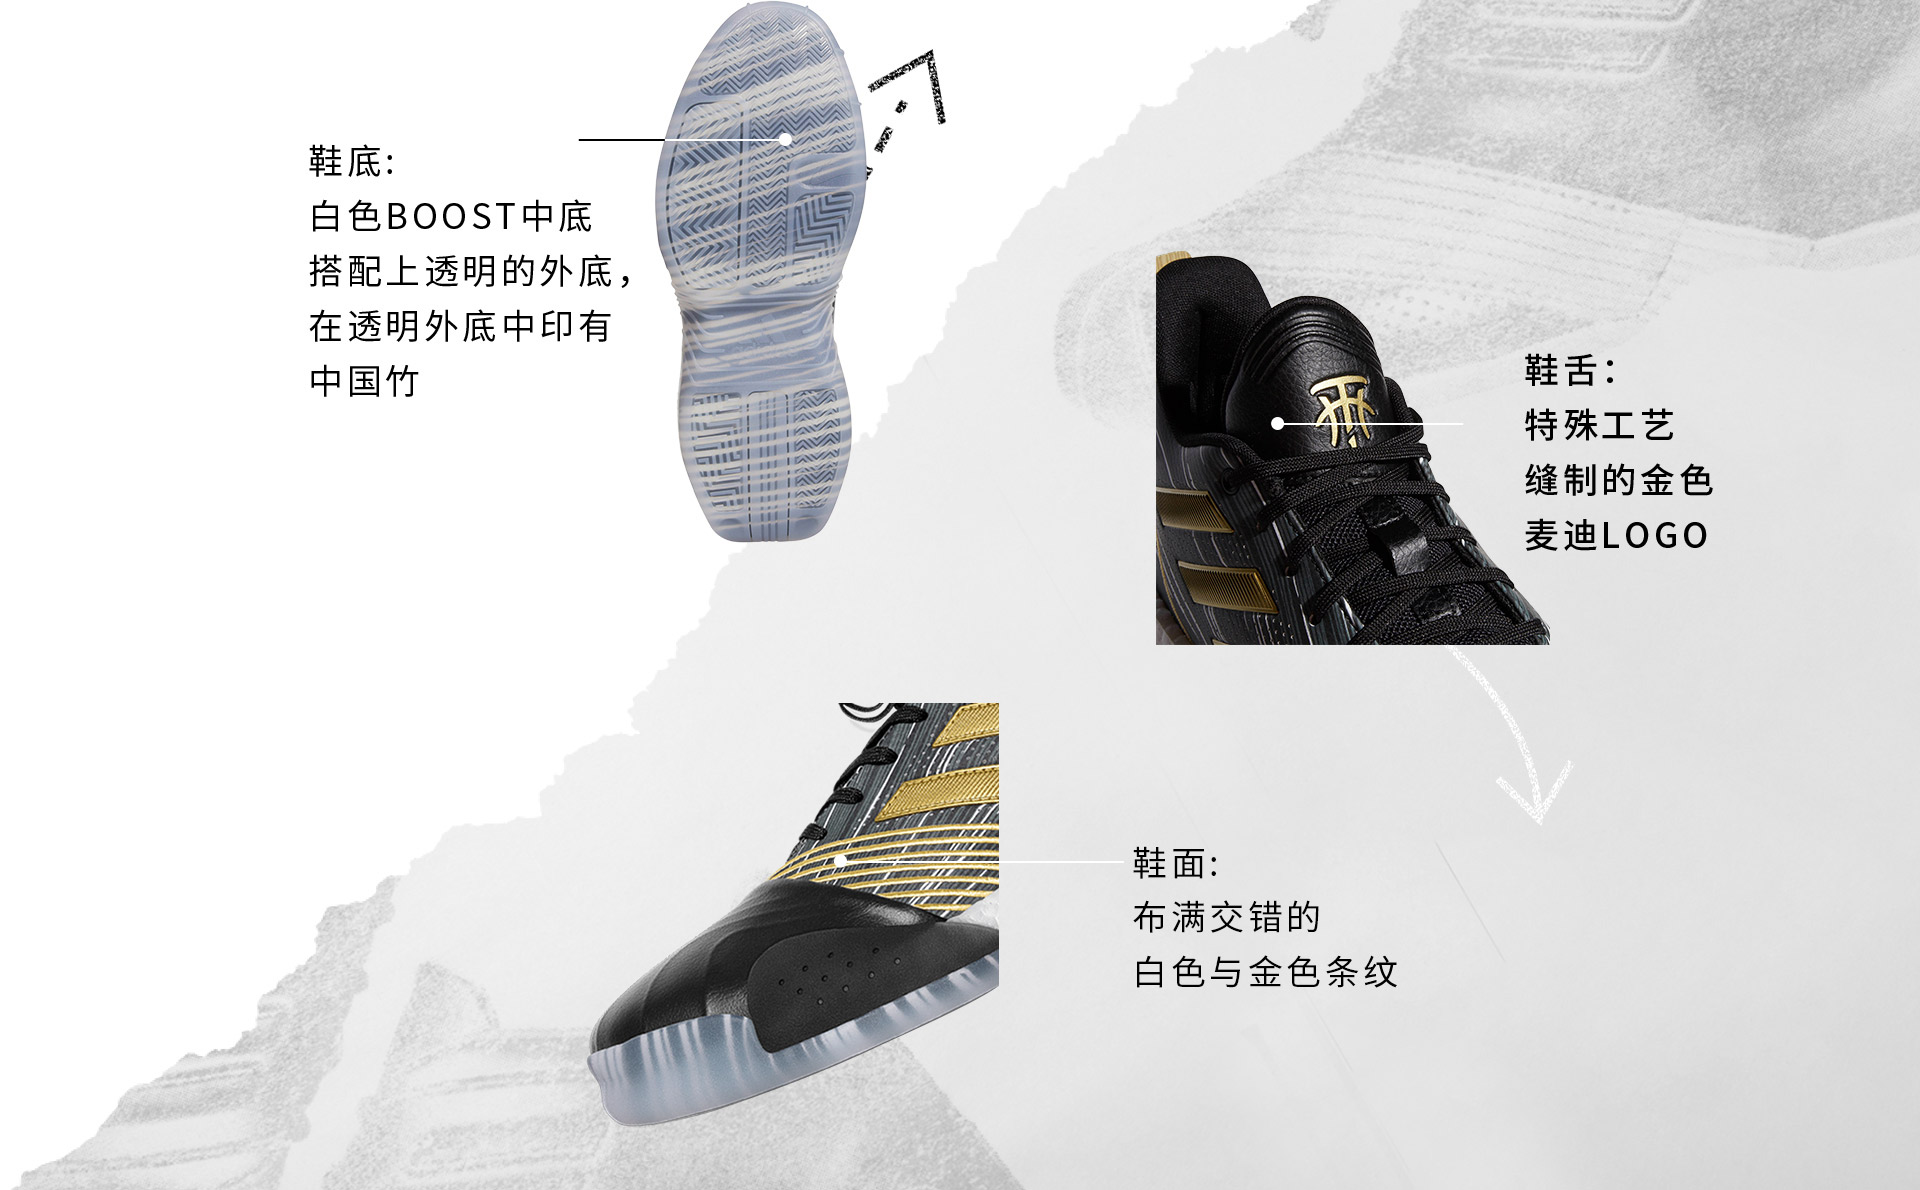 鞋底:
白色BOOST中底
搭配上透明的外底，
在透明外底中印有
中国竹
鞋舌：
特殊工艺
缝制的金色
麦迪LOGO
鞋面:
布满交错的
白色与金色条纹